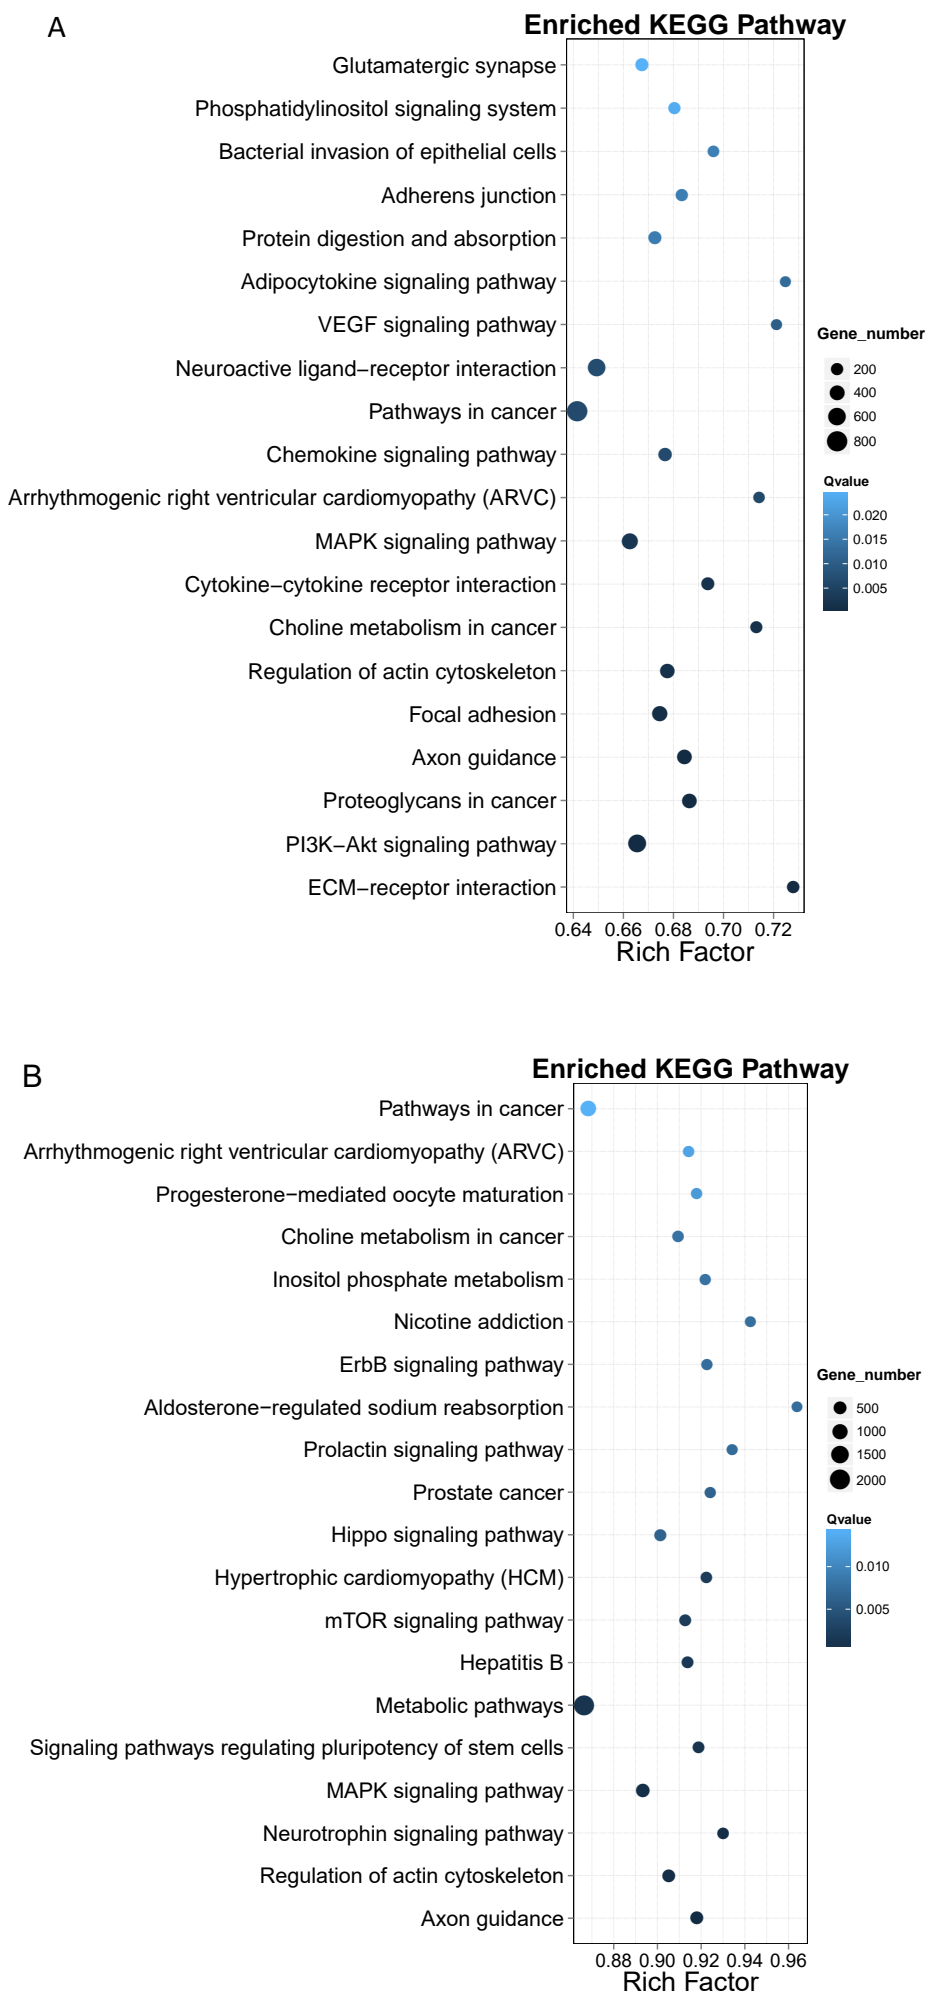 A
Enriched KEGG Pathway
Glutamatergic synapse
Phosphatidylinositol signaling system
Bacterial invasion of epithelial cells
Adherens junction
Protein digestion and absorption
Adipocytokine signaling pathway
VEGF signaling pathway
Neuroactive ligand−receptor interaction
Pathways in cancer
Chemokine signaling pathway
Arrhythmogenic right ventricular cardiomyopathy (ARVC)
MAPK signaling pathway
Cytokine−cytokine receptor interaction
Choline metabolism in cancer
Regulation of actin cytoskeleton
Focal adhesion
Axon guidance
Proteoglycans in cancer
PI3K−Akt signaling pathway
ECM−receptor interaction
0.64 0.66 0.68 0.70 0.72
Rich Factor
Gene_number
200
400
600
800
Qvalue
0.020
0.015
0.010
0.005
B
Enriched KEGG Pathway
Pathways in cancer
Arrhythmogenic right ventricular cardiomyopathy (ARVC)
Progesterone−mediated oocyte maturation
Choline metabolism in cancer
Inositol phosphate metabolism
Nicotine addiction
ErbB signaling pathway
Aldosterone−regulated sodium reabsorption
Prolactin signaling pathway
Prostate cancer
Hippo signaling pathway
Hypertrophic cardiomyopathy (HCM)
mTOR signaling pathway
Hepatitis B
Metabolic pathways
Signaling pathways regulating pluripotency of stem cells
MAPK signaling pathway
Neurotrophin signaling pathway
Regulation of actin cytoskeleton
Axon guidance
0.88 0.90 0.92 0.94 0.96
Rich Factor
Gene_number
500
1000
1500
2000
Qvalue
0.010
0.005